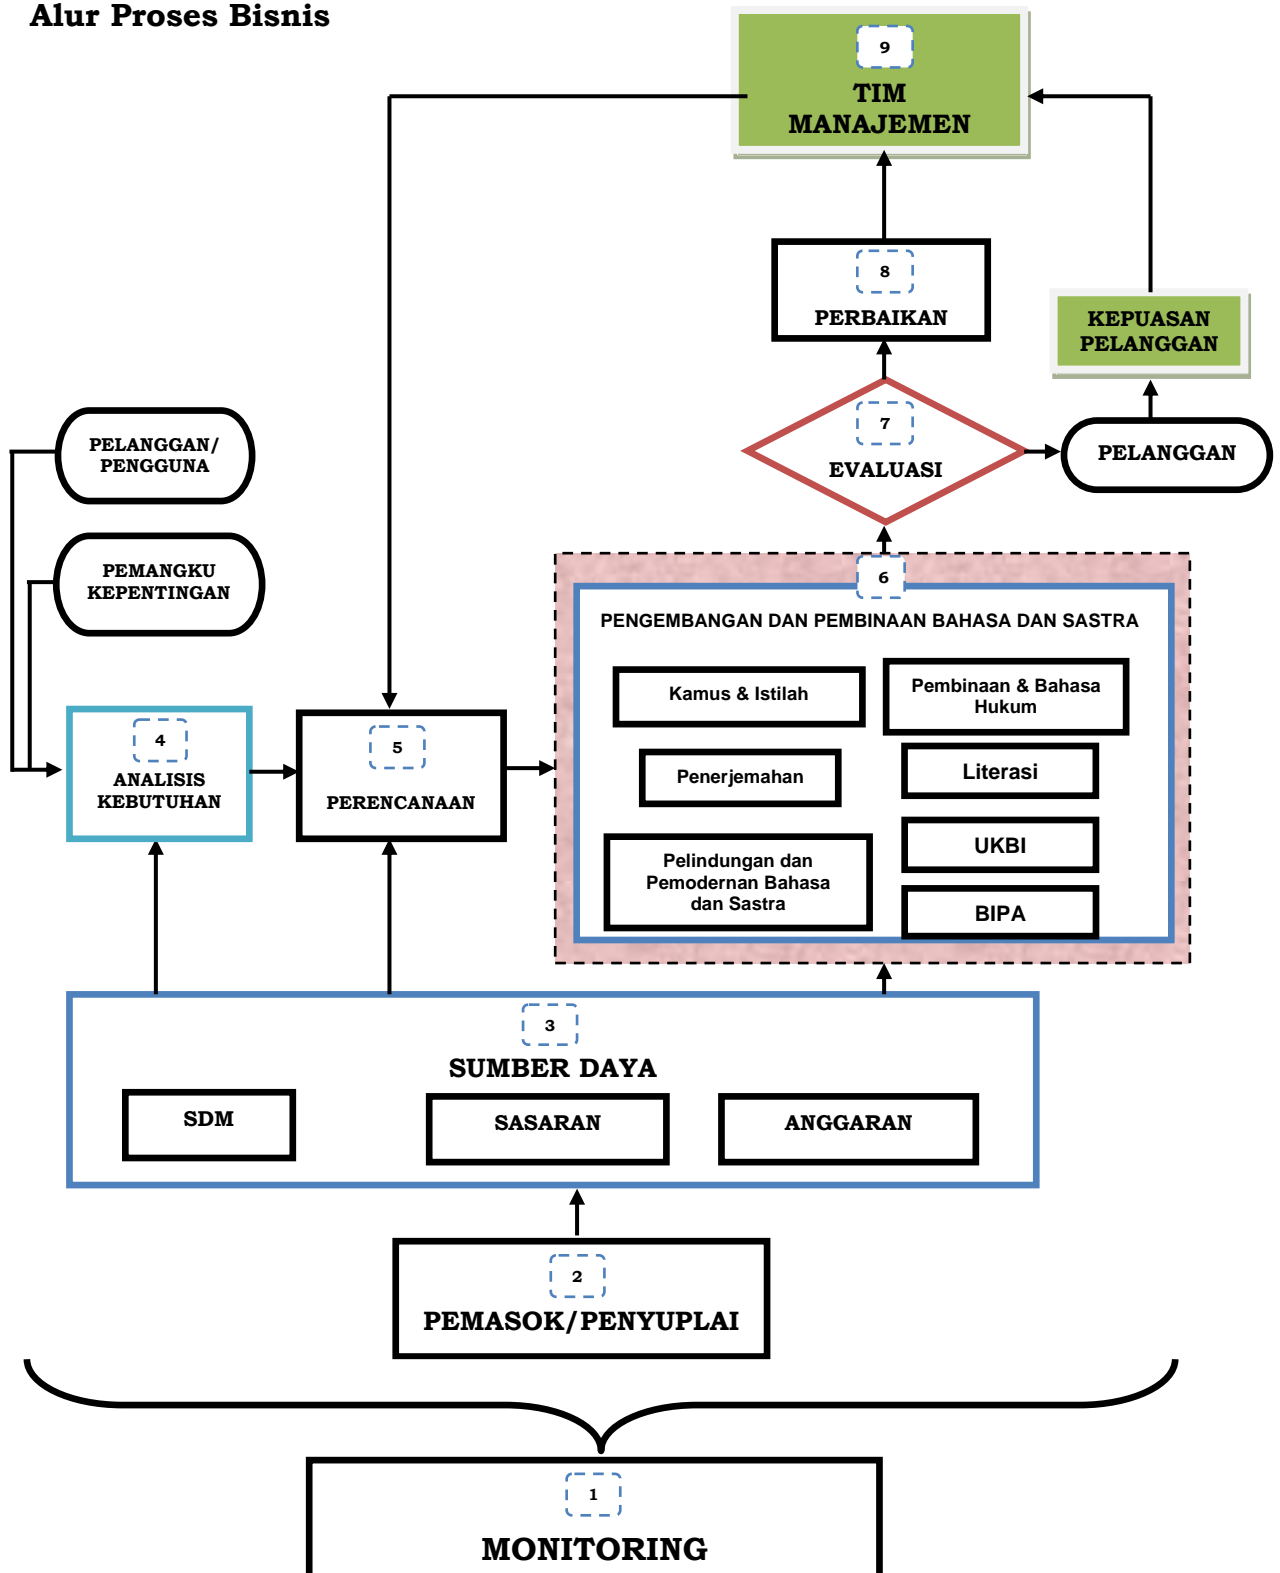 Alur Proses Bisnis
9
TIM
MANAJEMEN
8
PERBAIKAN
KEPUASAN
PELANGGAN
7
EVALUASI
PELANGGAN
PELANGGAN/
PENGGUNA
PEMANGKU
KEPENTINGAN
4
ANALISIS
KEBUTUHAN
5
PERENCANAAN
6
PENGEMBANGAN DAN PEMBINAAN BAHASA DAN SASTRA
Kamus & Istilah
Pembinaan & Bahasa
Hukum
Penerjemahan
Literasi
Pelindungan dan
Pemodernan Bahasa
dan Sastra
UKBI
BIPA
3
SUMBER DAYA
SDM
SASARAN
ANGGARAN
2
PEMASOK/PENYUPLAI
1
MONITORING